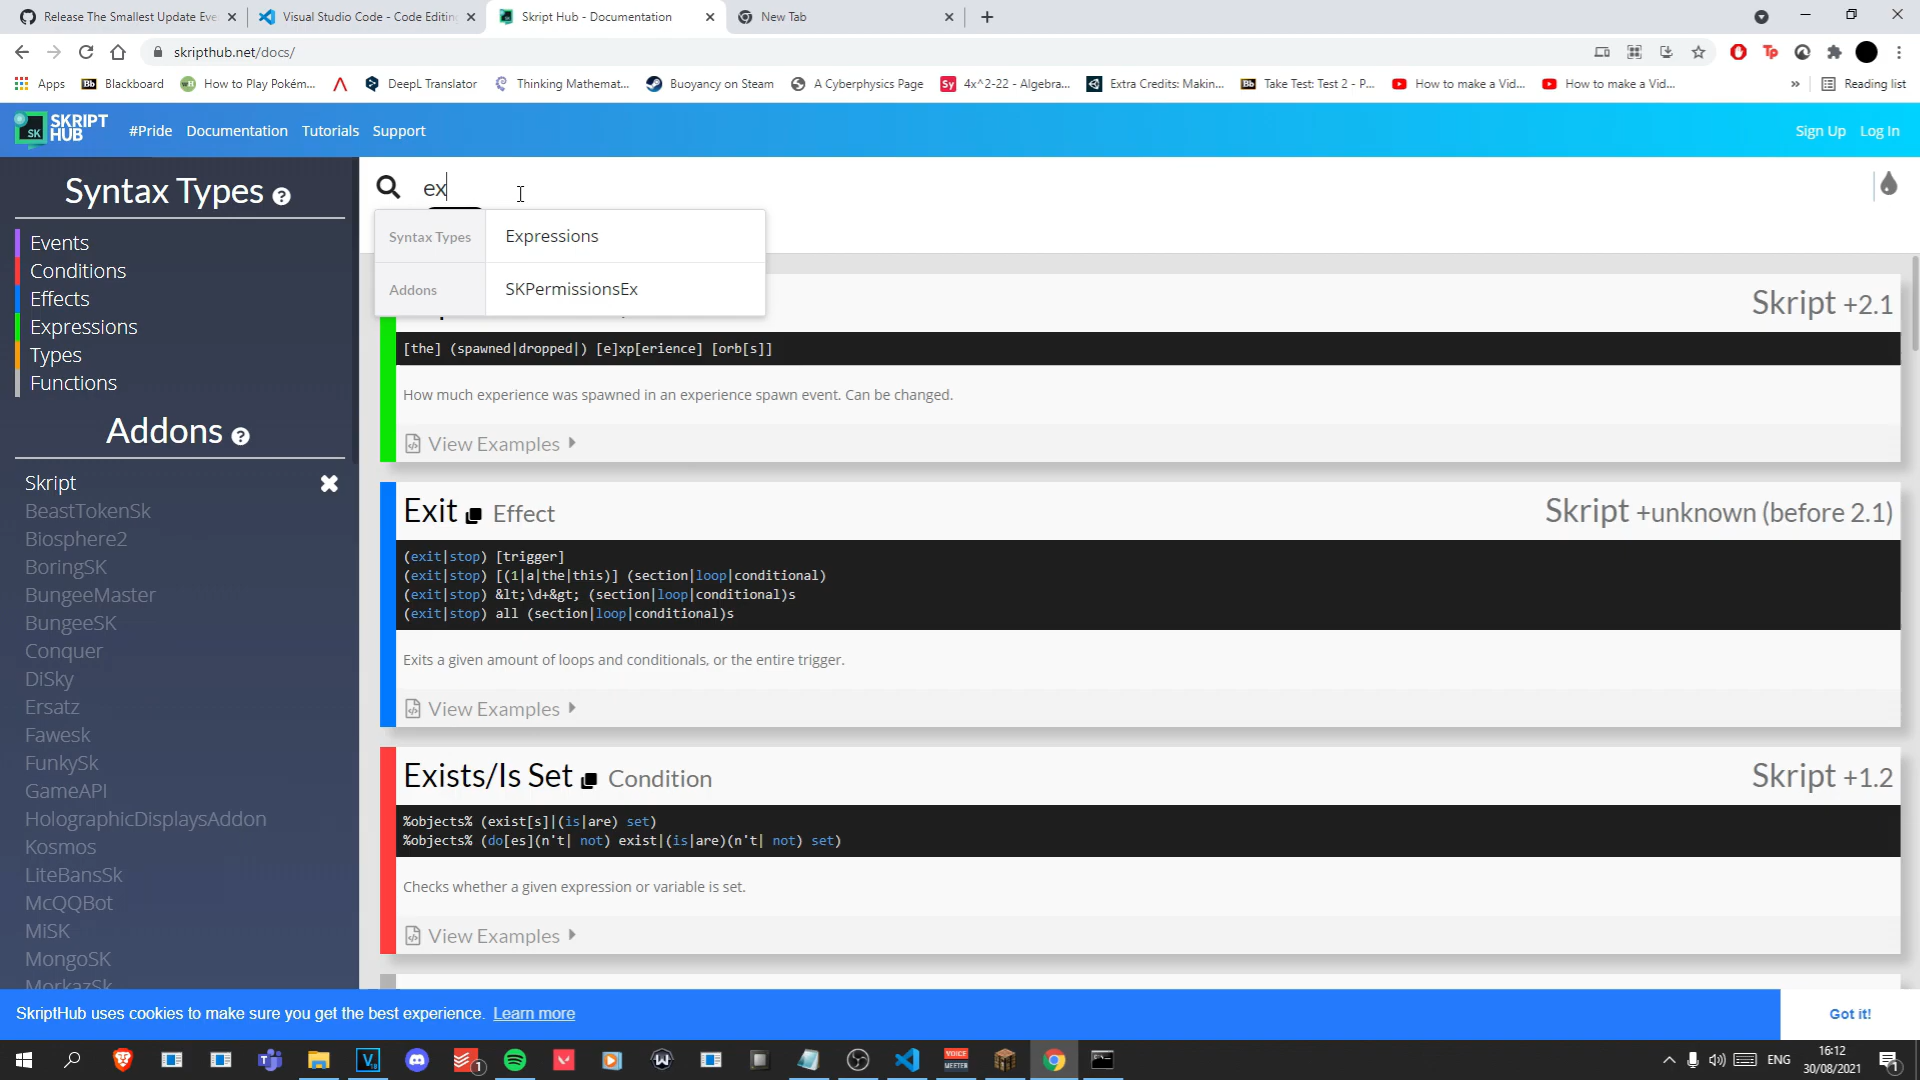 Release The Smallest Update Eve
Visual Studio Code - Code Editing
Skript Hub - Documentation
New Tab
skripthub.net/docs/
Apps
Blackboard
How to Play Pokém...
DeepL Translator
Thinking Mathemat...
Buoyancy on Steam
A Cyberphysics Page
4x^2-22 - Algebra...
Extra Credits: Makin...
Take Test: Test 2 - P...
How to make a Vid...
How to make a Vid...
»
Reading list
SKRIPT HUB
#Pride
Documentation
Tutorials
Support
Sign Up
Log In
Syntax Types
Events
Conditions
Effects
Expressions
Types
Functions
Addons
Skript
BeastTokenSk
Biosphere2
BoringSK
BungeeMaster
BungeeSK
Conquer
DiSky
Ersatz
Fawesk
FunkySk
GameAPI
HolographicDisplaysAddon
Kosmos
LiteBansSk
McQQBot
MiSK
MongoSK
MorkazSk
ex
Syntax Types
Expressions
Addons
SKPermissionsEx
Skript +2.1
[the] (spawned|dropped|) [e]xp[erience] [orb[s]]
How much experience was spawned in an experience spawn event. Can be changed.
View Examples
Exit Effect
Skript +unknown (before 2.1)
(exit|stop) [trigger]
(exit|stop) [(1|a|the|this)] (section|loop|conditional)
(exit|stop) &lt;\d+&gt; (section|loop|conditional)s
(exit|stop) all (section|loop|conditional)s
Exits a given amount of loops and conditionals, or the entire trigger.
View Examples
Exists/Is Set Condition
Skript +1.2
%objects% (exist[s]|(is|are) set)
%objects% (do[es](n't| not) exist|(is|are)(n't| not) set)
Checks whether a given expression or variable is set.
View Examples
SkriptHub uses cookies to make sure you get the best experience. Learn more
Got it!
ENG
16:12
30/08/2021